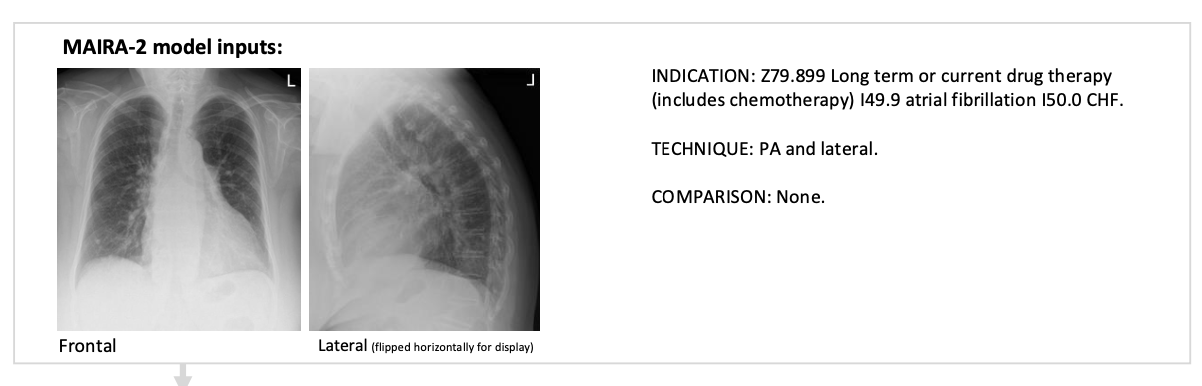 MAIRA-2 model inputs:
L
L
INDICATION: Z79.899 Long term or current drug therapy
(includes chemotherapy) I49.9 atrial fibrillation I50.0 CHF.
TECHNIQUE: PA and lateral.
COMPARISON: None.
Frontal
Lateral (flipped horizontally for display)